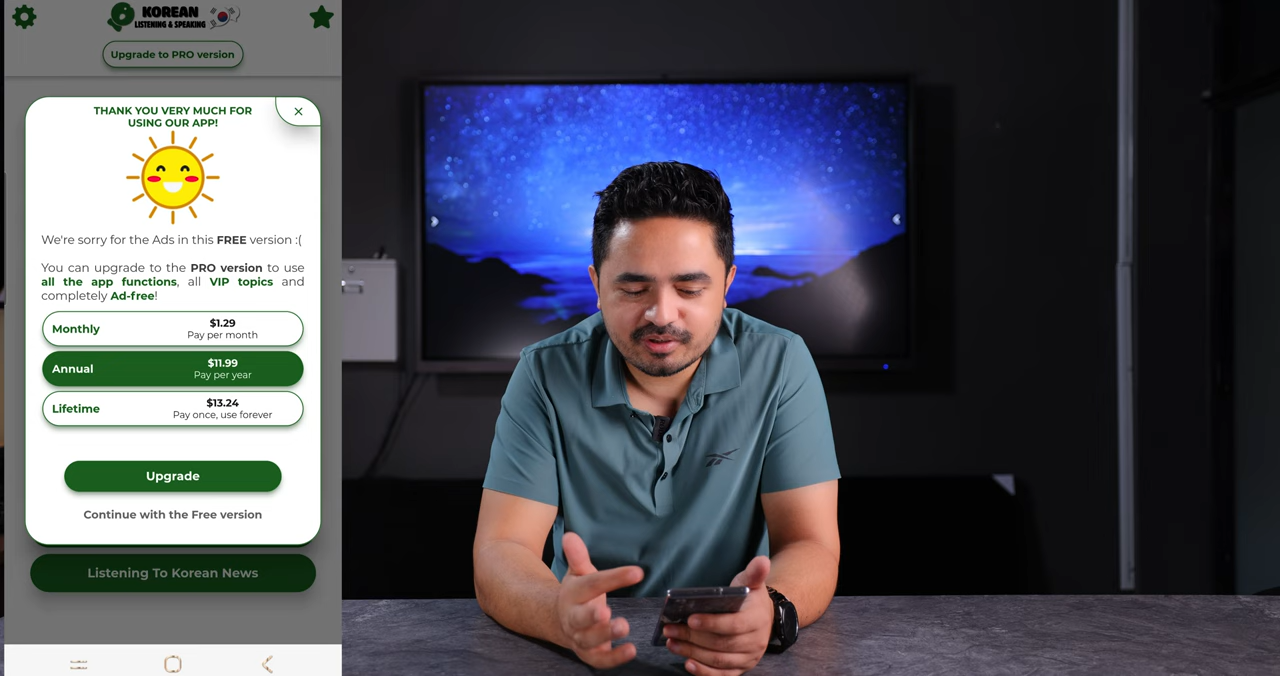 KOREAN
LISTENING & SPEAKING
Upgrade to PRO version
THANK YOU VERY MUCH FOR
USING OUR APP!
We're sorry for the Ads in this FREE version :(
You can upgrade to the PRO version to use
all the app functions, all VIP topics and
completely Ad-free!
Monthly
$1.29
Pay per month
Annual
$11.99
Pay per year
Lifetime
$13.24
Pay once, use forever
Upgrade
Continue with the Free version
Listening To Korean News